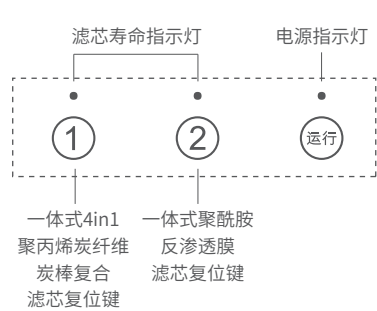 滤芯寿命指示灯
电源指示灯
1
2
运行
一体式4in1
聚丙烯炭纤维
炭棒复合
滤芯复位键
一体式聚酰胺
反渗透膜
滤芯复位键